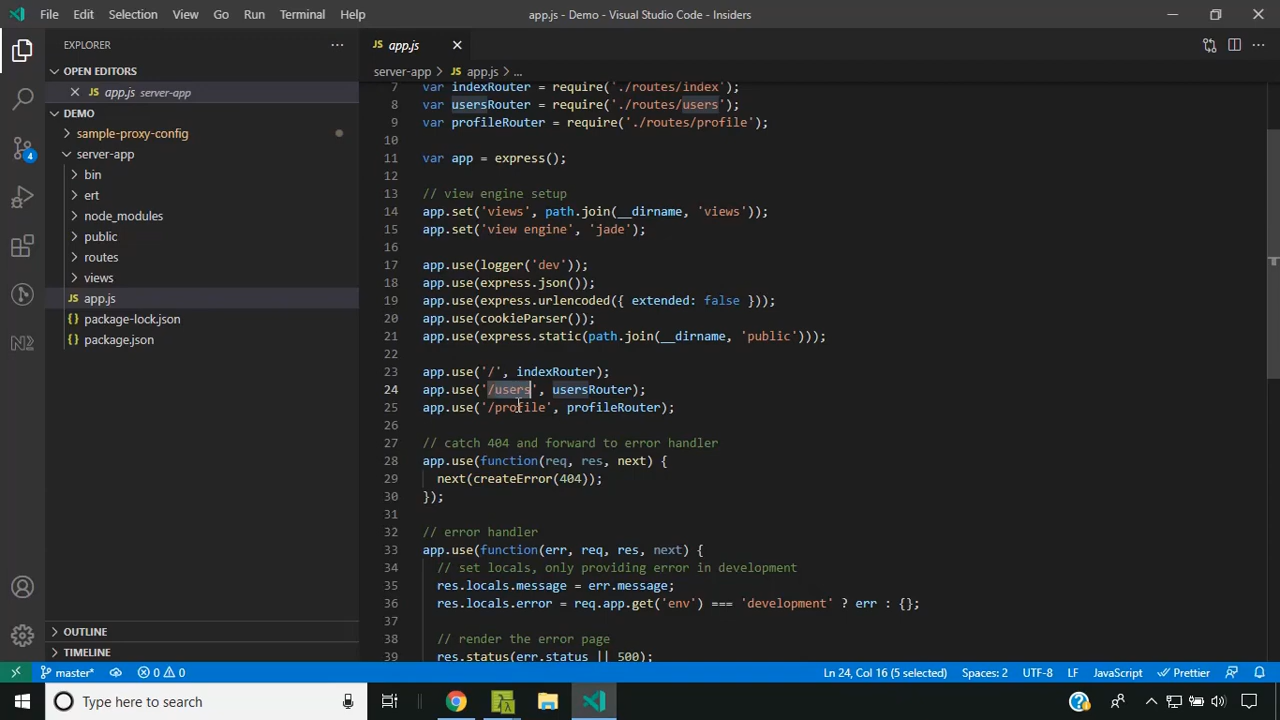 File Edit Selection View Go Run Terminal Help app.js - Demo - Visual Studio Code - Insiders
EXPLORER
OPEN EDITORS
app.js server-app
DEMO
sample-proxy-config
server-app
bin
ert
node_modules
public
routes
views
JS app.js
{} package-lock.json
{} package.json
OUTLINE
TIMELINE
4
JS app.js
server-app > JS app.js > ...
7 var indexRouter = require('./routes/index');
8 var usersRouter = require('./routes/users');
9 var profileRouter = require('./routes/profile');
10
11 var app = express();
12
13 // view engine setup
14 app.set('views', path.join(__dirname, 'views'));
15 app.set('view engine', 'jade');
16
17 app.use(logger('dev'));
18 app.use(express.json());
19 app.use(express.urlencoded({ extended: false }));
20 app.use(cookieParser());
21 app.use(express.static(path.join(__dirname, 'public')));
22
23 app.use('/', indexRouter);
24 app.use('/users', usersRouter);
25 app.use('/profile', profileRouter);
26
27 // catch 404 and forward to error handler
28 app.use(function(req, res, next) {
29 next(createError(404));
30 });
31
32 // error handler
33 app.use(function(err, req, res, next) {
34 // set locals, only providing error in development
35 res.locals.message = err.message;
36 res.locals.error = req.app.get('env') === 'development' ? err : {};
37
38 // render the error page
39 res.status(err.status || 500);
master* 0 0 Ln 24, Col 16 (5 selected) Spaces: 2 UTF-8 LF JavaScript Prettier
Type here to search